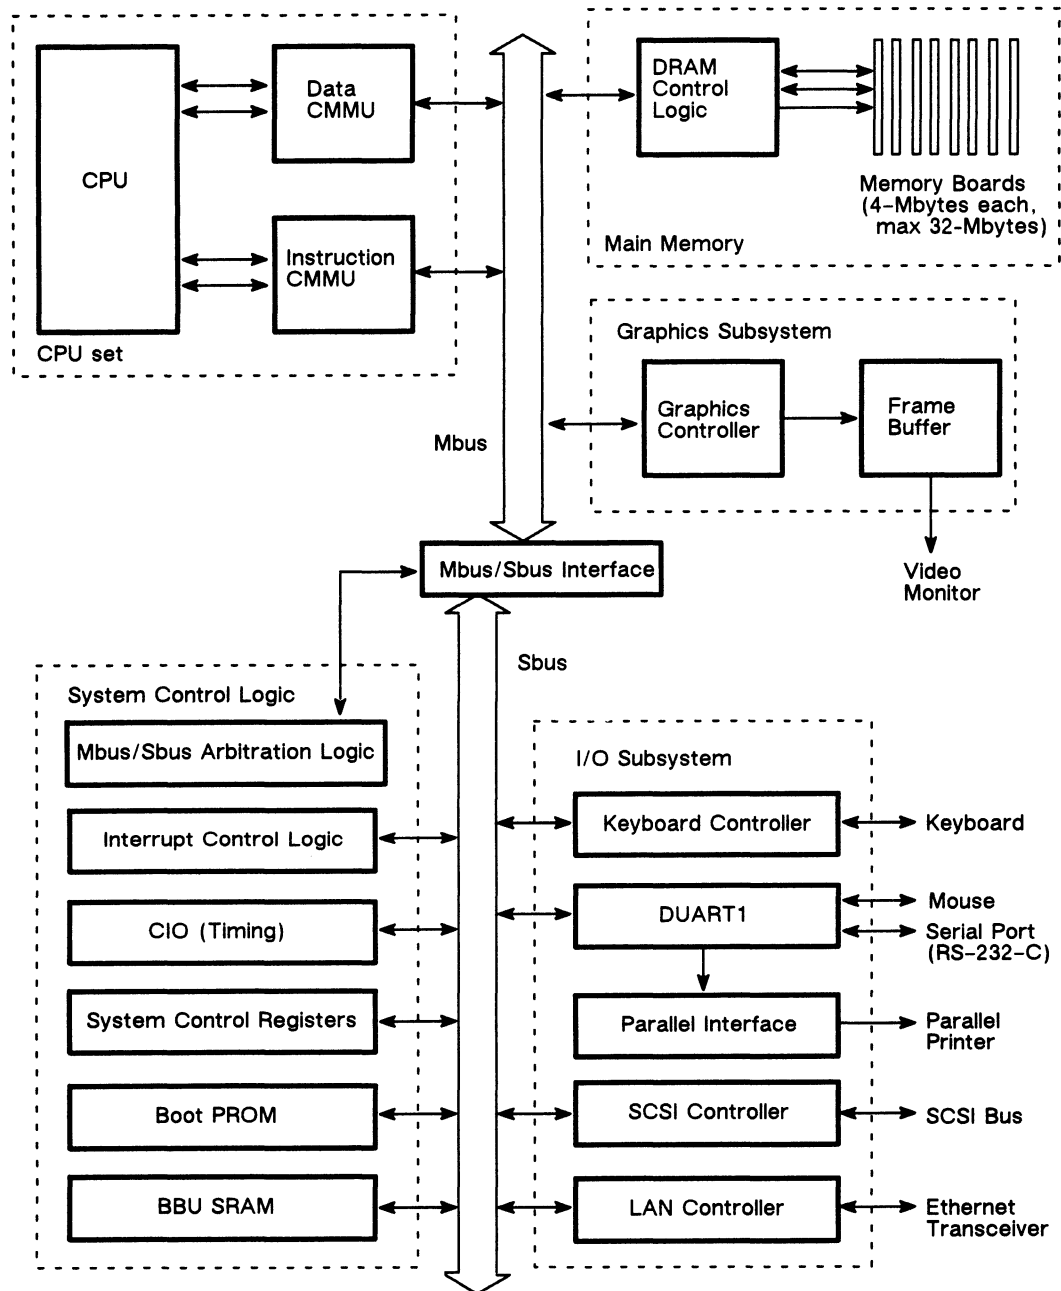 CPU
Data
CMMU
Instruction
CMMU
CPU set
DRAM
Control
Logic
Memory Boards
(4-Mbytes each,
max 32-Mbytes)
Main Memory
Graphics Subsystem
Graphics
Controller
Frame
Buffer
Video
Monitor
Mbus
Mbus/Sbus Interface
Sbus
System Control Logic
Mbus/Sbus Arbitration Logic
Interrupt Control Logic
CIO (Timing)
System Control Registers
Boot PROM
BBU SRAM
I/O Subsystem
Keyboard Controller
Keyboard
DUART1
Mouse
Serial Port
(RS-232-C)
Parallel Interface
Parallel
Printer
SCSI Controller
SCSI Bus
LAN Controller
Ethernet
Transceiver